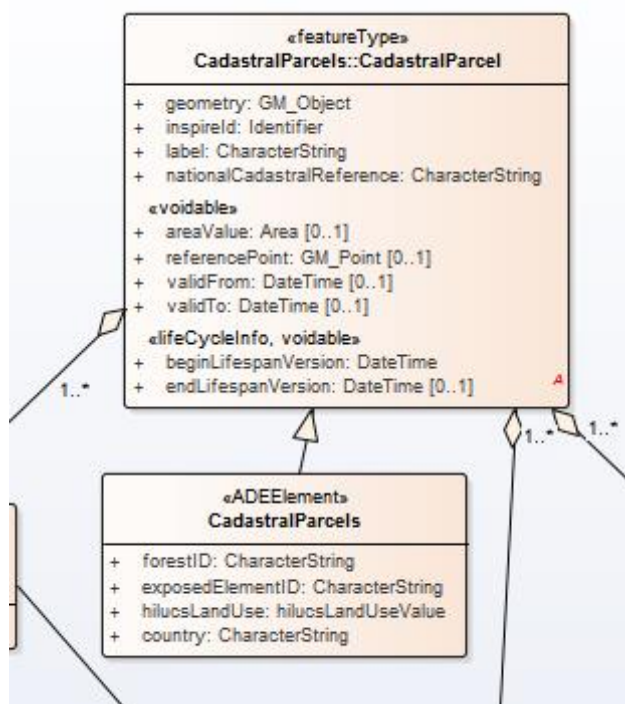 «featureType»
CadastralParcels::CadastralParcel
+ geometry: GM_Object
+ inspireId: Identifier
+ label: CharacterString
+ nationalCadastralReference: CharacterString
«voidable»
+ areaValue: Area [0..1]
+ referencePoint: GM_Point [0..1]
+ validFrom: DateTime [0..1]
+ validTo: DateTime [0..1]
«lifeCycleInfo, voidable»
+ beginLifespanVersion: DateTime
+ endLifespanVersion: DateTime [0..1]
A
1..*
1..*
1..*
«ADEElement»
CadastralParcels
+ forestID: CharacterString
+ exposedElementID: CharacterString
+ hilucsLandUse: hilucsLandUseValue
+ country: CharacterString